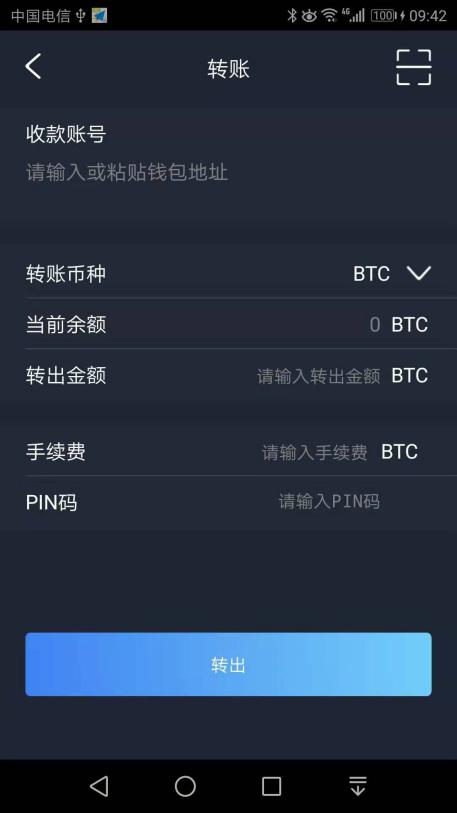 中国电信 4G 100 09:42
转账
收款账号
请输入或粘贴钱包地址
转账币种 BTC
当前余额 0 BTC
转出金额 请输入转出金额 BTC
手续费 请输入手续费 BTC
PIN码 请输入PIN码
转出